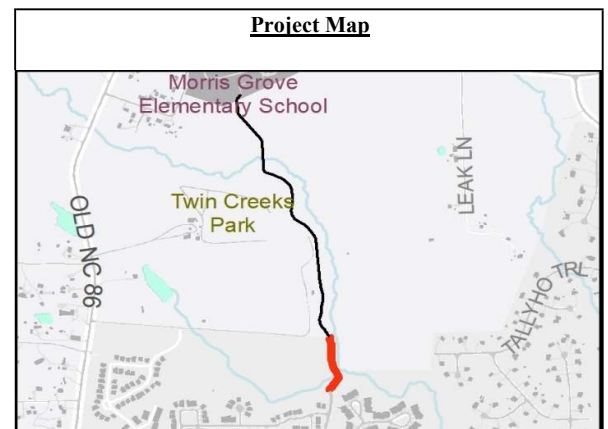 Project Map
Morris Grove
Elementary School
LEAK LN
Twin Creeks
Park
OLD NC 86
TALLYHO TRL